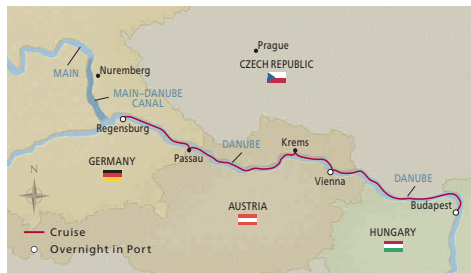 Prague
CZECH REPUBLIC
MAIN
Nuremberg
MAIN–DANUBE
CANAL
Regensburg
Krems
DANUBE
Passau
GERMANY
Vienna
DANUBE
N
AUSTRIA
Budapest
HUNGARY
Cruise
Overnight in Port